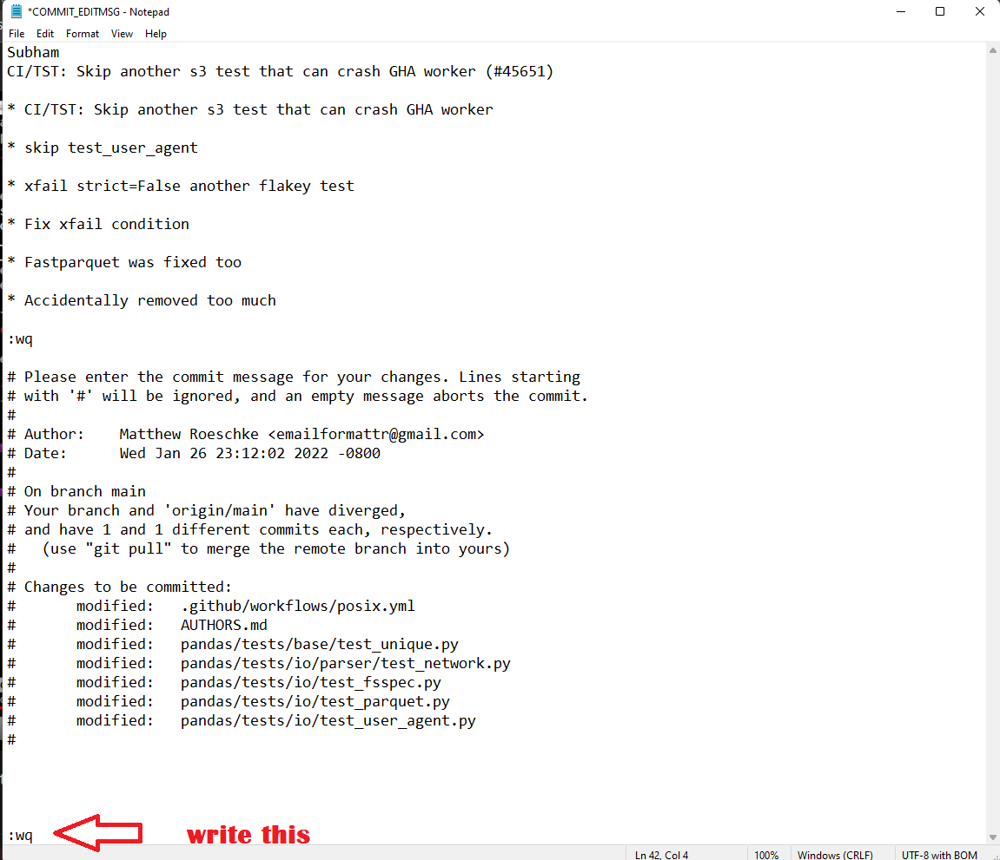 *COMMIT_EDITMSG - Notepad
File Edit Format View Help
Subham
CI/TST: Skip another s3 test that can crash GHA worker (#45651)
* CI/TST: Skip another s3 test that can crash GHA worker
* skip test_user_agent
* xfail strict=False another flakey test
* Fix xfail condition
* Fastparquet was fixed too
* Accidentally removed too much
:wq
# Please enter the commit message for your changes. Lines starting
# with '#' will be ignored, and an empty message aborts the commit.
#
# Author:    Matthew Roeschke <emailformattr@gmail.com>
# Date:      Wed Jan 26 23:12:02 2022 -0800
#
# On branch main
# Your branch and 'origin/main' have diverged,
# and have 1 and 1 different commits each, respectively.
#   (use "git pull" to merge the remote branch into yours)
#
# Changes to be committed:
#       modified:   .github/workflows/posix.yml
#       modified:   AUTHORS.md
#       modified:   pandas/tests/base/test_unique.py
#       modified:   pandas/tests/io/parser/test_network.py
#       modified:   pandas/tests/io/test_fsspec.py
#       modified:   pandas/tests/io/test_parquet.py
#       modified:   pandas/tests/io/test_user_agent.py
#
:wq write this
Ln 42, Col 4 100% Windows (CRLF) UTF-8 with BOM